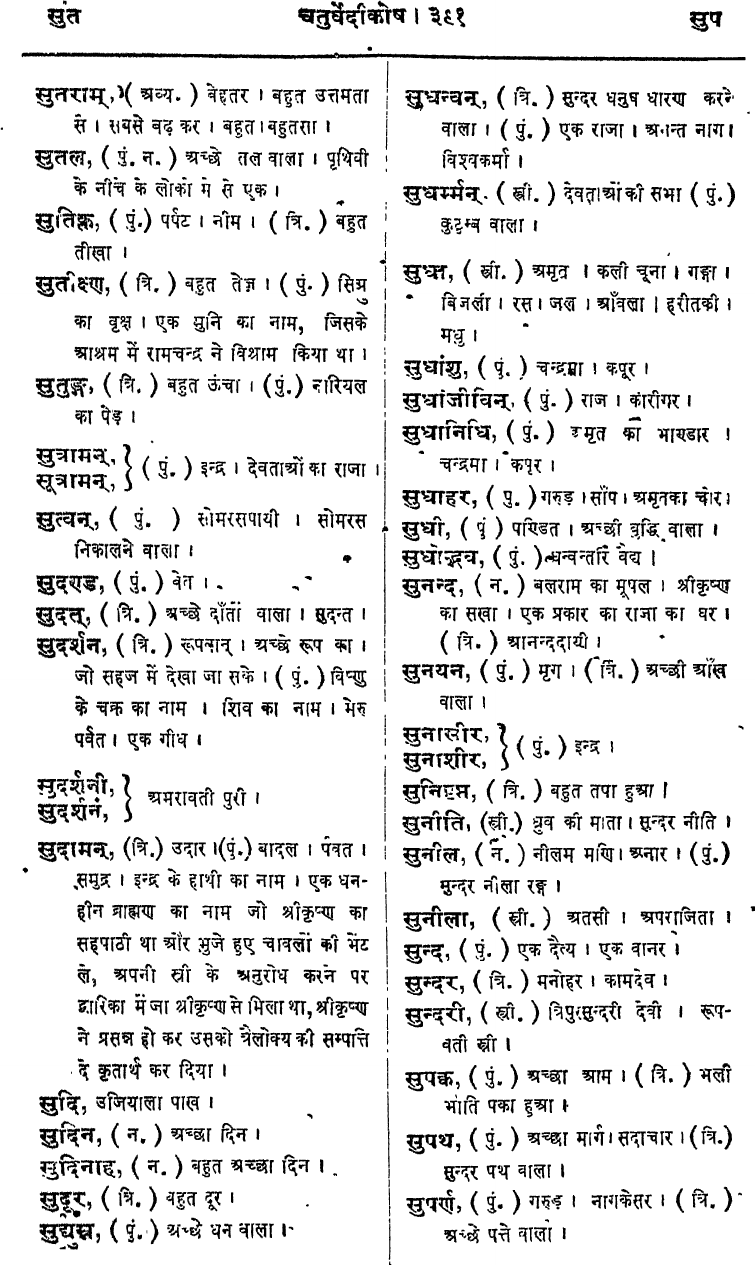 सुत चतुर्वेदीकोष । ३९१ सुप
सुतराम्, ( अव्य. ) बेहतर । बहुत उत्तमता
से । सबसे बढ़ कर । बहुत । बहुतसा ।
सुतल, ( पुं. न. ) अच्छे तल वाला । पृथिवी
के नीचे के लोकों में से एक ।
सुतिक्त, ( पुं. ) पर्पट । नीम । ( त्रि. ) बहुत
तीखा ।
सुतीक्ष्ण, ( त्रि. ) बहुत तेज़ । ( पुं. ) सिग्रु
का वृक्ष । एक मुनि का नाम, जिसके
आश्रम में रामचन्द्र ने विश्राम किया था ।
सुतुङ्ग, ( त्रि. ) बहुत ऊंचा । ( पुं. ) नारियल
का पेड़ ।
सुत्रामन्,
सूत्रामन्, } ( पुं. ) इन्द्र । देवताओं का राजा ।
सुत्वन्, ( पुं. ) सोमरसपायी । सोमरस
निकालने वाला ।
सुदण्ड, ( पुं. ) बेत ।
सुदत्, ( त्रि. ) अच्छे दाँतों वाला । सुदन्त ।
सुदर्शन, ( त्रि. ) रूपवान् । अच्छे रूप का ।
जो सहज में देखा जा सके । ( पुं. ) विष्णु
के चक्र का नाम । शिव का नाम । मेरु
पर्वत । एक गीध ।
सुदर्शनी,
सुदर्शनं, } अमरावती पुरी ।
सुदामन्, (त्रि.) उदार ।(पुं.) बादल । पर्वत ।
समुद्र । इन्द्र के हाथी का नाम । एक धन-
हीन ब्राह्मण का नाम जो श्रीकृष्ण का
सहपाठी था और भुजे हुए चावलों की भेंट
ले, अपनी स्त्री के अनुरोध करने पर
द्वारिका में जा श्रीकृष्ण से मिला था, श्रीकृष्ण
ने प्रसन्न हो कर उसको त्रैलोक्य की सम्पत्ति
दे कृतार्थ कर दिया ।
सुदि, उजियाला पाख ।
सुदिन, ( न. ) अच्छा दिन ।
सुदिनाह, ( न. ) बहुत अच्छा दिन ।
सुदूर, ( त्रि. ) बहुत दूर ।
सुद्युम्न, ( पुं. ) अच्छे धन वाला ।
सुधन्वन्, ( त्रि. ) सुन्दर धनुष धारण करने
वाला । ( पुं. ) एक राजा । अनन्त नाग ।
विश्वकर्मा ।
सुधर्म्मन्. ( स्त्री. ) देवताओं की सभा ( पुं. )
कुटुम्ब वाला ।
सुधा, ( स्त्री. ) अमृत । कली चूना । गङ्गा ।
बिजली । रस । जल । आँवला । हरीतकी ।
मधु ।
सुधांशु, ( पुं. ) चन्द्रमा । कपूर ।
सुधांजीविन्, ( पुं. ) राज । कारीगर ।
सुधानिधि, ( पुं. ) अमृत का भाण्डार ।
चन्द्रमा । कपूर ।
सुधाहर, ( पु. ) गरुड़ । साँप । अमृतका चोर ।
सुधी, ( पुं ) पण्डित । अच्छी बुद्धि वाला ।
सुधोद्भव, ( पुं. ) धन्वन्तरि वैद्य ।
सुनन्द, ( न. ) बलराम का मूषल । श्रीकृष्ण
का सखा । एक प्रकार का राजा का घर ।
( त्रि. ) आनन्ददायी ।
सुनयन, ( पुं. ) मृग । ( त्रि. ) अच्छी आँख
वाला ।
सुनासीर,
सुनाशीर, } ( पुं. ) इन्द्र ।
सुनिष्टप्त, ( त्रि. ) बहुत तपा हुआ ।
सुनीति, (स्त्री.) ध्रुव की माता । सुन्दर नीति ।
सुनील, ( न. ) नीलम मणि । अनार । ( पुं. )
सुन्दर नीला रङ्ग ।
सुनीला, ( स्त्री. ) अतसी । अपराजिता ।
सुन्द, ( पुं. ) एक दैत्य । एक वानर ।
सुन्दर, ( त्रि. ) मनोहर । कामदेव ।
सुन्दरी, ( स्त्री. ) त्रिपुरसुन्दरी देवी । रूप-
वती स्त्री ।
सुपक्व, ( पुं. ) अच्छा आम । ( त्रि. ) भली
भांति पका हुआ ।
सुपथ, ( पुं. ) अच्छा मार्ग । सदाचार । (त्रि.)
सुन्दर पथ वाला ।
सुपर्ण, ( पुं. ) गरुड़ । नागकेसर । ( त्रि. )
अच्छे पत्ते वाला ।